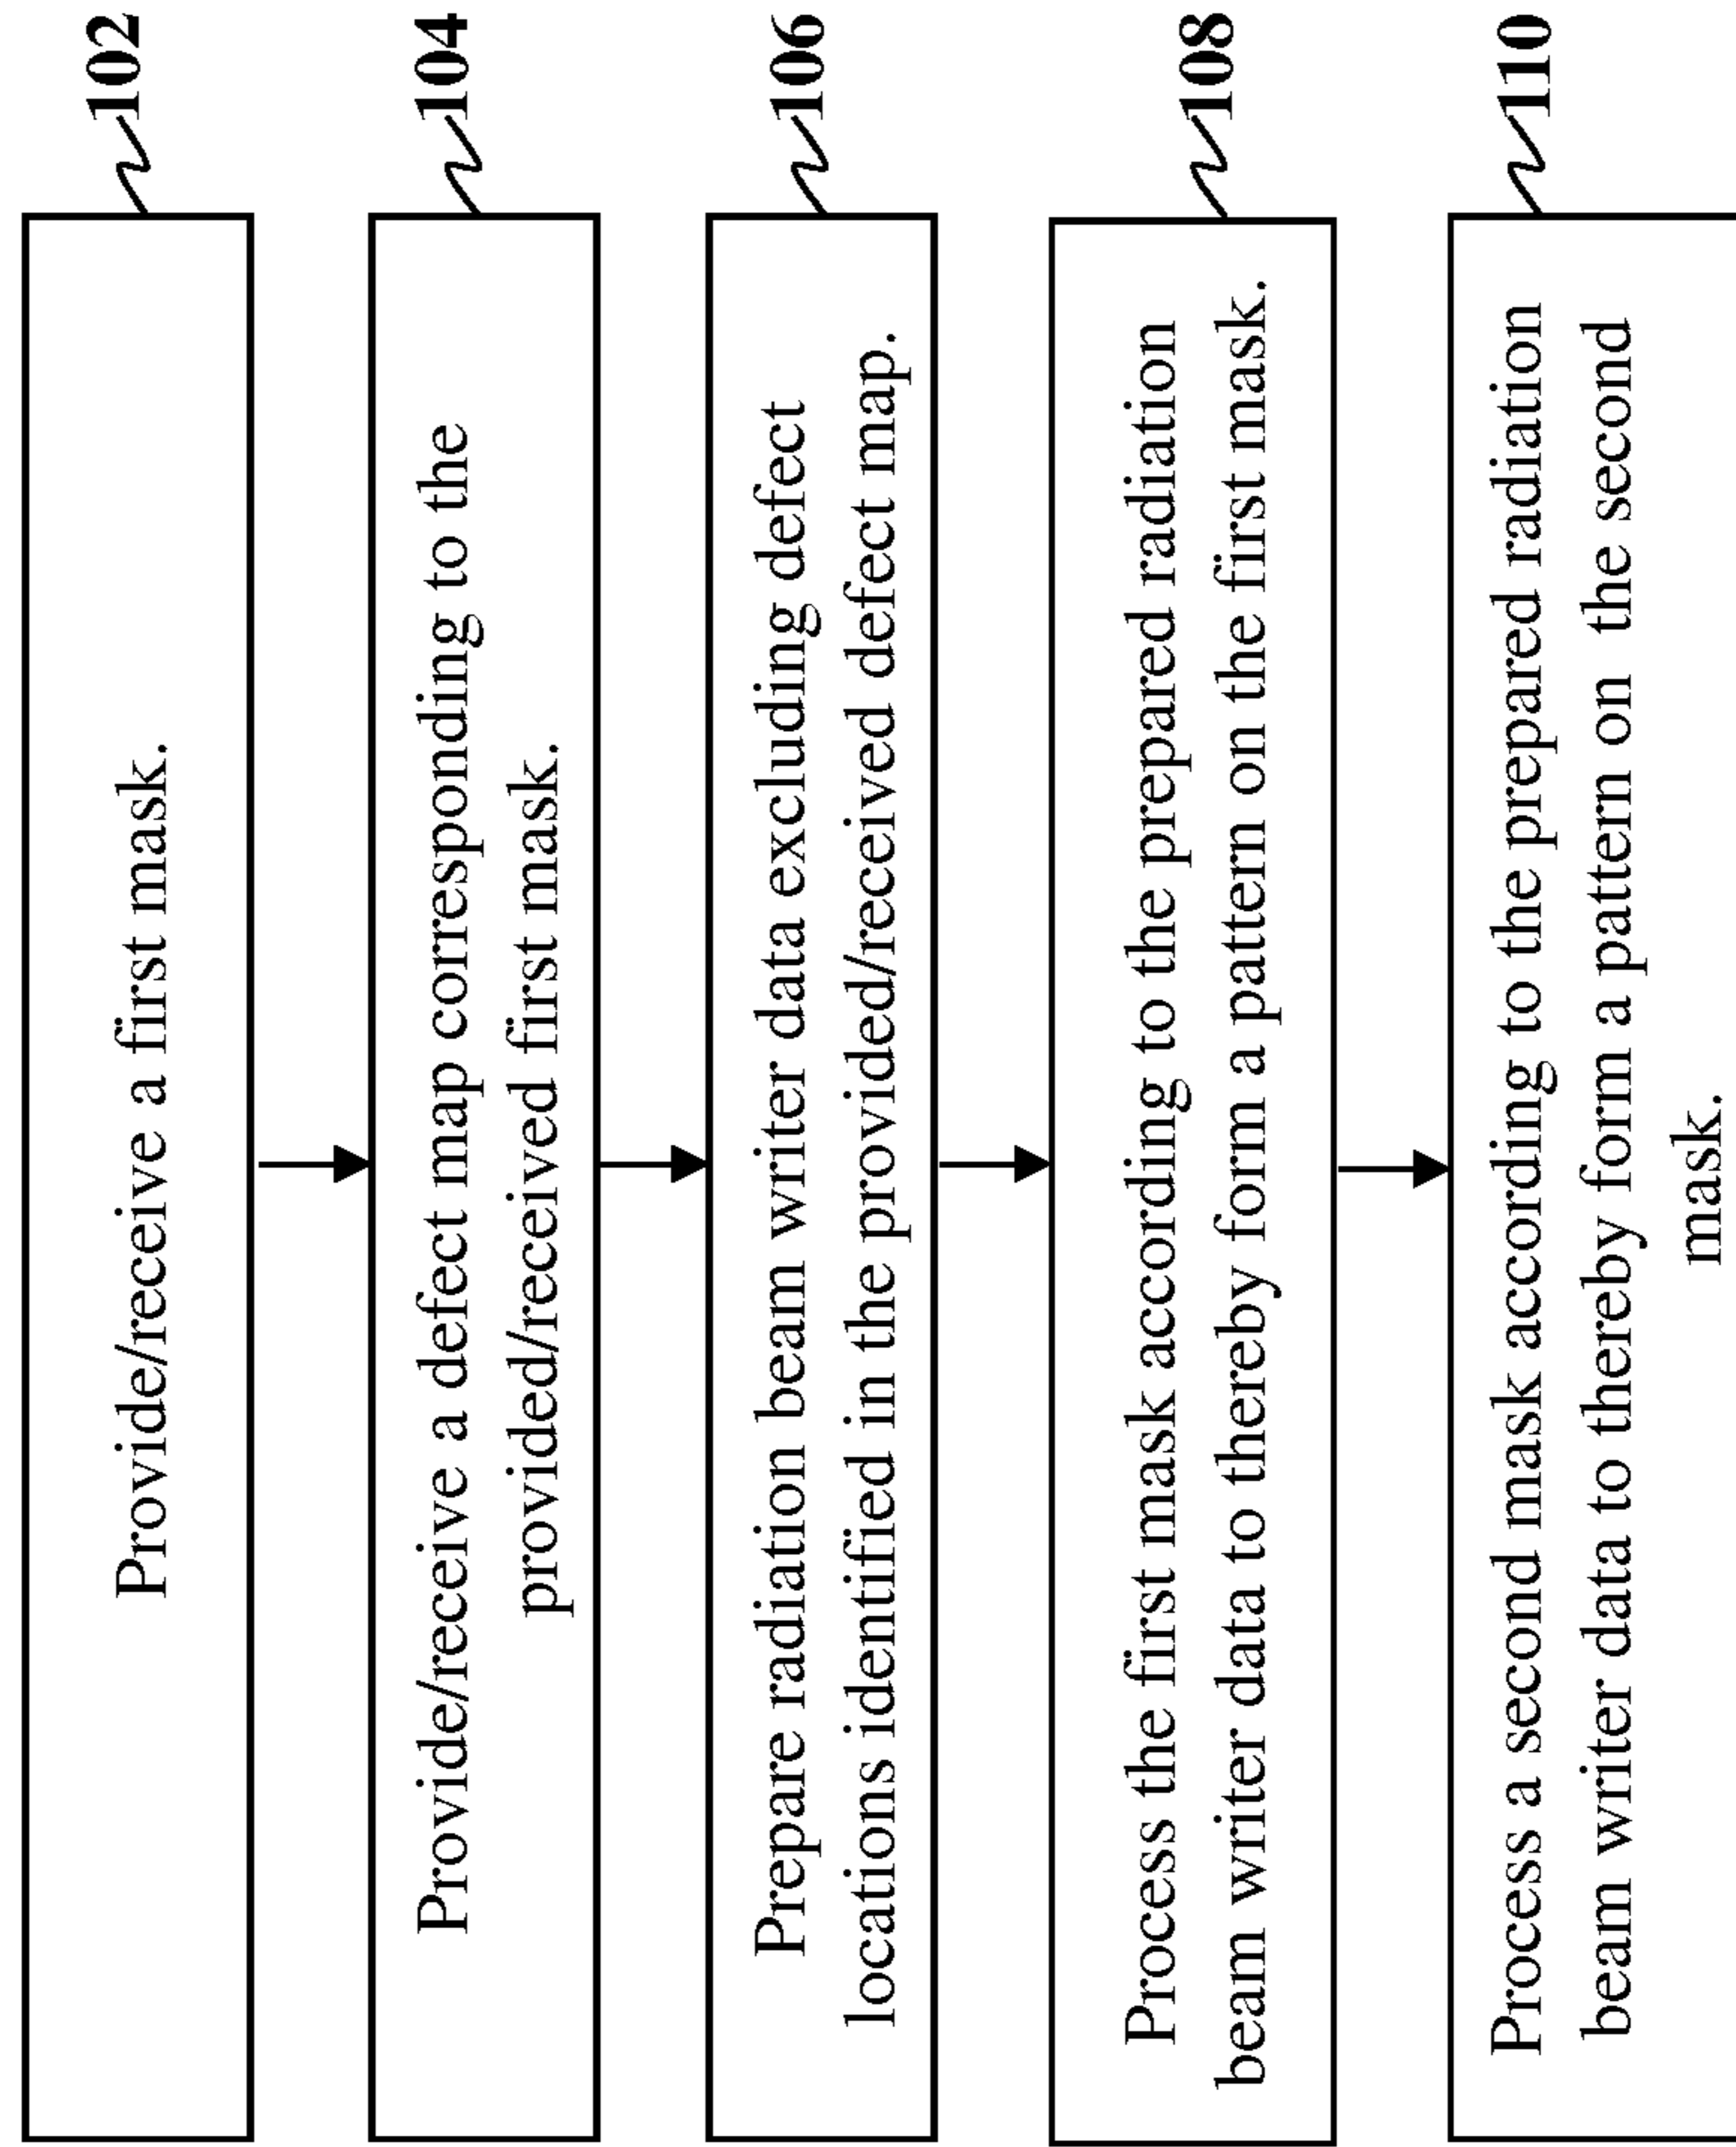 Provide/receive a first mask.
102
Provide/receive a defect map corresponding to the
provided/received first mask.
104
Prepare radiation beam writer data excluding defect
locations identified in the provided/received defect map.
106
Process the first mask according to the prepared radiation
beam writer data to thereby form a pattern on the first mask.
108
Process a second mask according to the prepared radiation
beam writer data to thereby form a pattern on the second
mask.
110